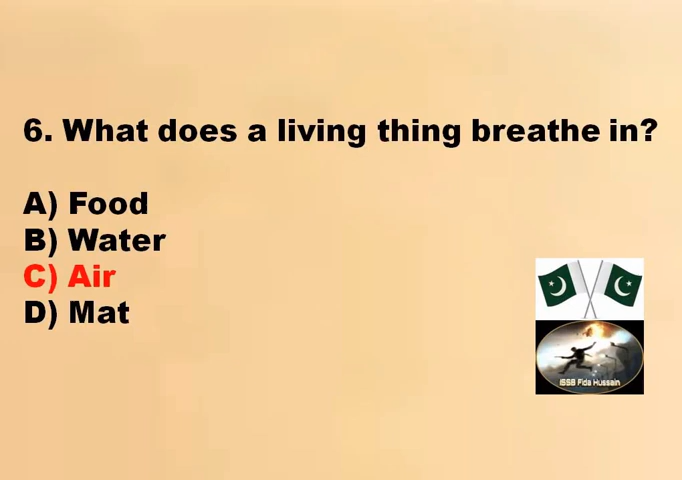 6. What does a living thing breathe in?
A) Food
B) Water
C) Air
D) Mat
ISSB Fida Hussain